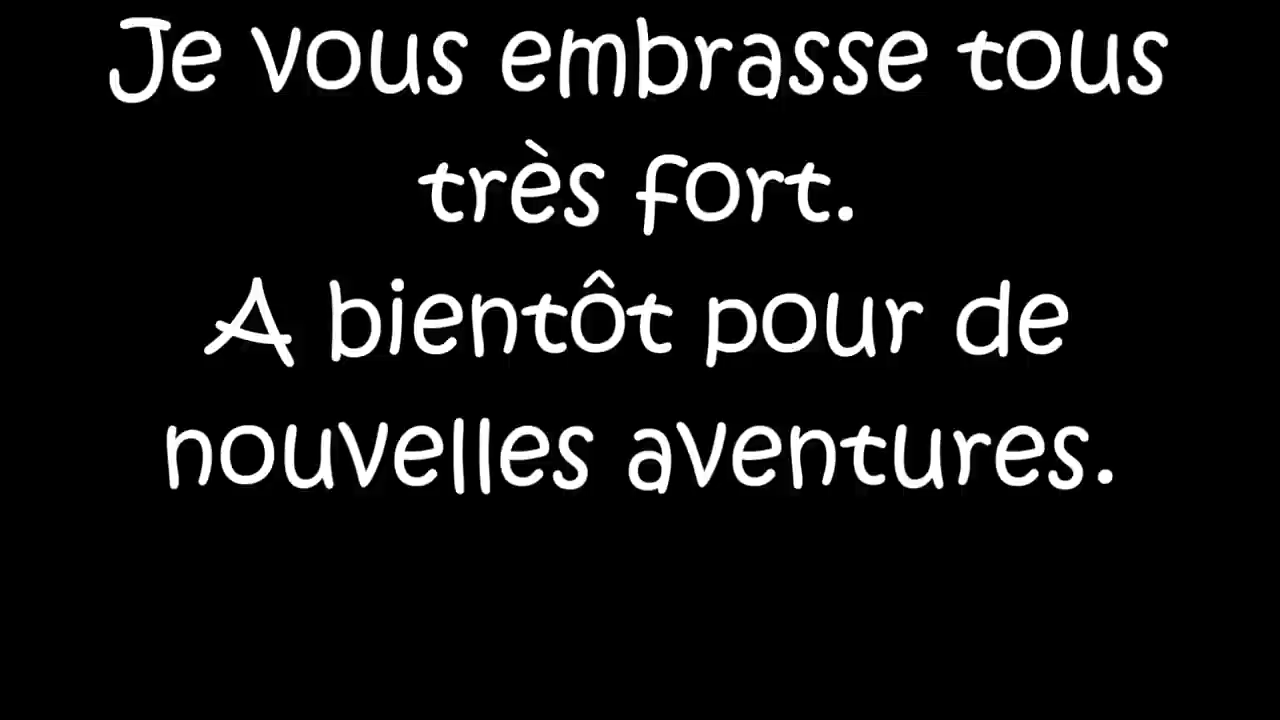 Je vous embrasse tous
très fort.
A bientôt pour de
nouvelles aventures.